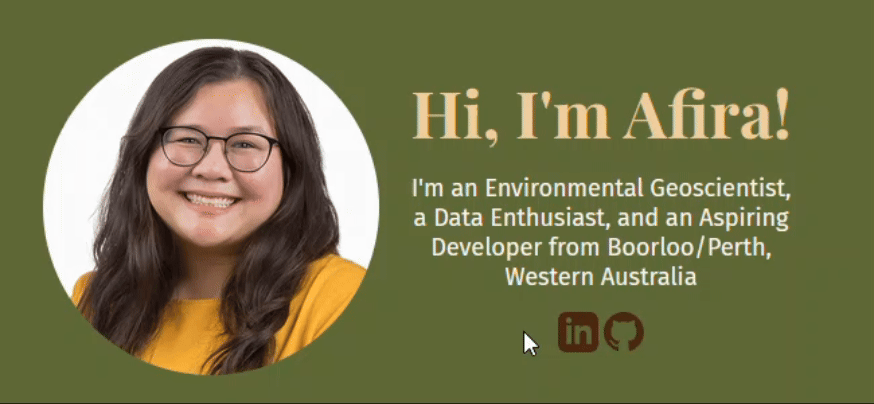 Hi, I'm Afira!
I'm an Environmental Geoscientist,
a Data Enthusiast, and an Aspiring
Developer from Boorloo/Perth,
Western Australia
in